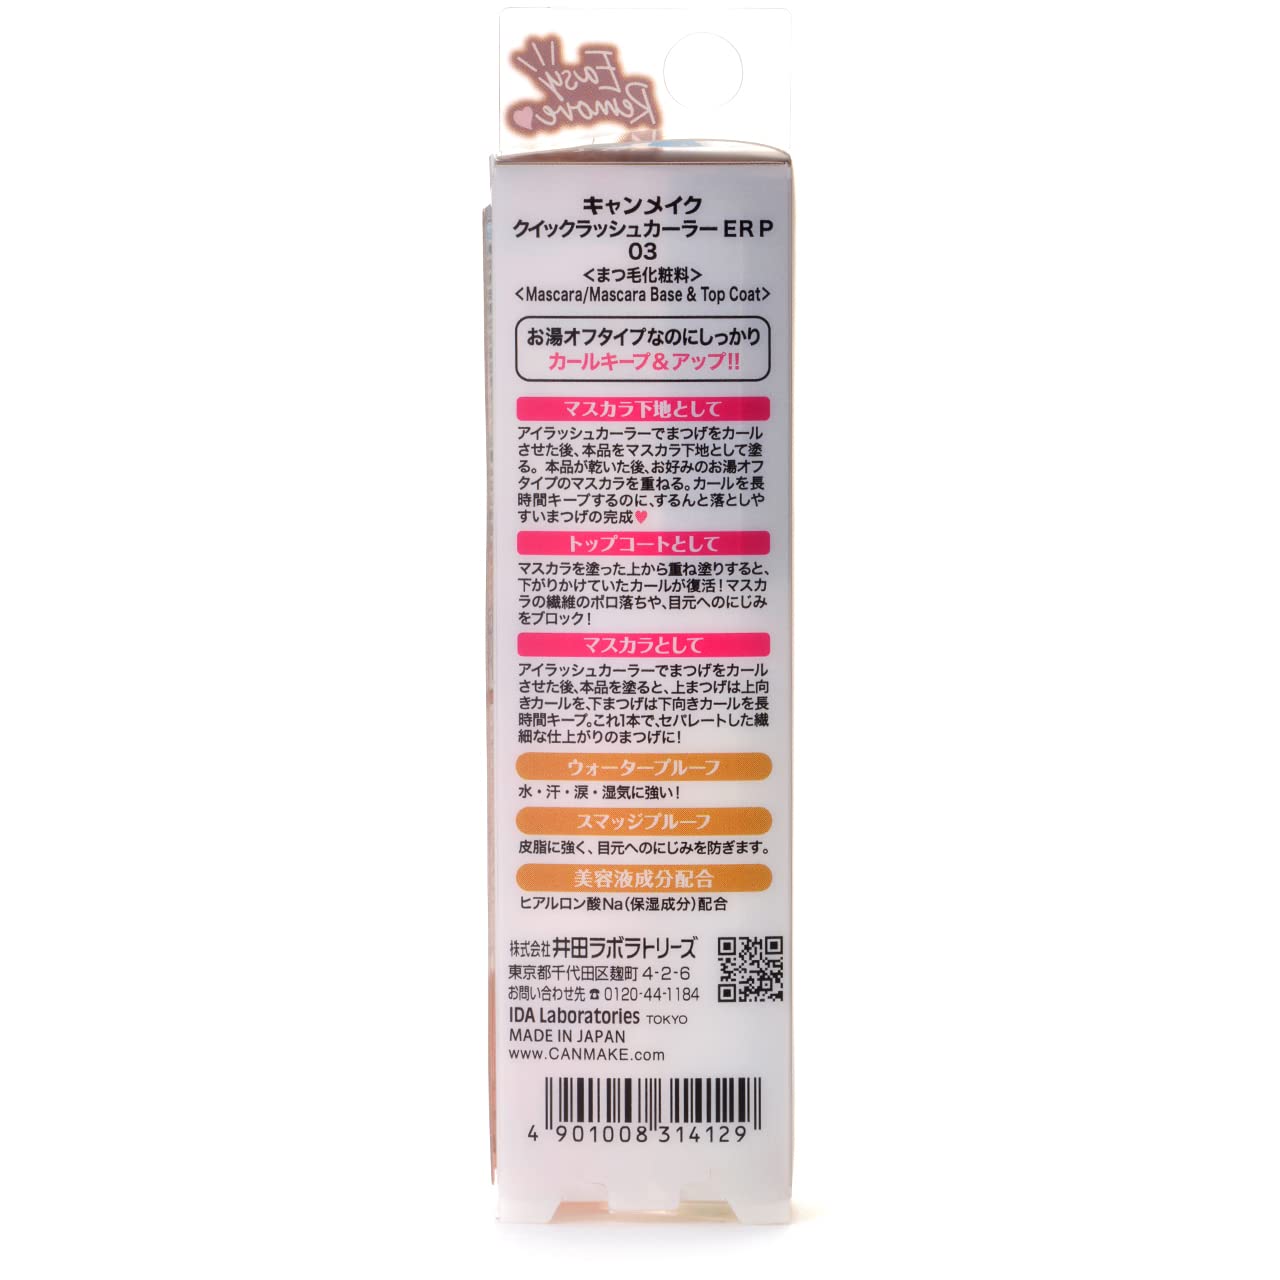 Easy
Remove
キャンメイク
クイックラッシュカーラー ER P
03
<まつ毛化粧料>
<Mascara/Mascara Base & Top Coat>
お湯オフタイプなのにしっかり
カールキープ&アップ!!
マスカラ下地として
アイラッシュカーラーでまつげをカール
させた後、本品をマスカラ下地として塗
る。本品が乾いた後、お好みのお湯オフ
タイプのマスカラを重ねる。カールを長
時間キープするのに、するんと落としや
すいまつげの完成♥
トップコートとして
マスカラを塗った上から重ね塗りすると、
下がりかけていたカールが復活!マスカ
ラの繊維のポロ落ちや、目元へのにじみ
をブロック!
マスカラとして
アイラッシュカーラーでまつげをカール
させた後、本品を塗ると、上まつげは上向
きカールを、下まつげは下向きカールを長
時間キープ。これ1本で、セパレートした繊
細な仕上がりのまつげに!
ウォータープルーフ
水・汗・涙・湿気に強い!
スマッジプルーフ
皮脂に強く、目元へのにじみを防ぎます。
美容液成分配合
ヒアルロン酸Na(保湿成分)配合
株式会社 井田ラボラトリーズ
東京都千代田区麹町 4-2-6
お問い合わせ先 ☎ 0120-44-1184
IDA Laboratories TOKYO
MADE IN JAPAN
www.CANMAKE.com
4 901008 314129